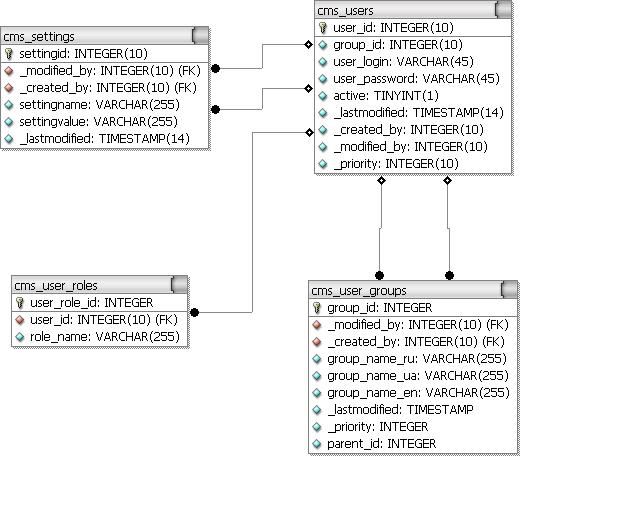 cms_settings
settingid: INTEGER(10)
_modified_by: INTEGER(10) (FK)
_created_by: INTEGER(10) (FK)
settingname: VARCHAR(255)
settingvalue: VARCHAR(255)
_lastmodified: TIMESTAMP(14)
cms_users
user_id: INTEGER(10)
group_id: INTEGER(10)
user_login: VARCHAR(45)
user_password: VARCHAR(45)
active: TINYINT(1)
_lastmodified: TIMESTAMP(14)
_created_by: INTEGER(10)
_modified_by: INTEGER(10)
_priority: INTEGER(10)
cms_user_roles
user_role_id: INTEGER
user_id: INTEGER(10) (FK)
role_name: VARCHAR(255)
cms_user_groups
group_id: INTEGER
_modified_by: INTEGER(10) (FK)
_created_by: INTEGER(10) (FK)
group_name_ru: VARCHAR(255)
group_name_ua: VARCHAR(255)
group_name_en: VARCHAR(255)
_lastmodified: TIMESTAMP
_priority: INTEGER
parent_id: INTEGER